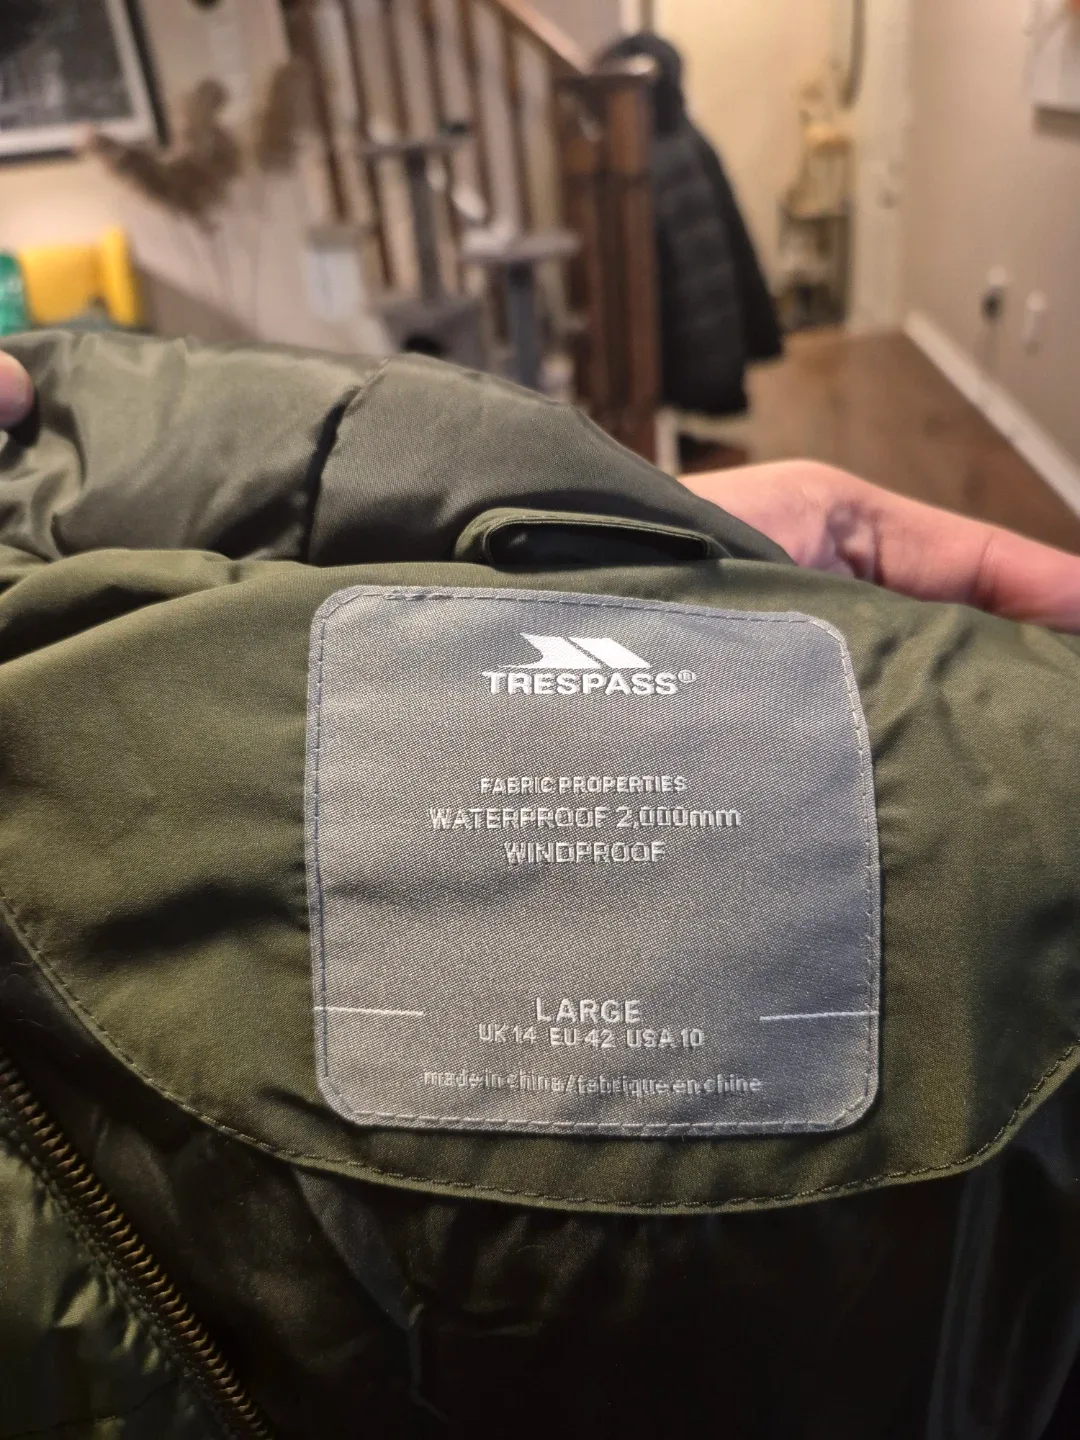 TRESPASS®
FABRIC PROPERTIES
WATERPROOF 2,000mm
WINDPROOF
LARGE
UK 14 EU 42 USA 10
made in china/fabriqué en chine